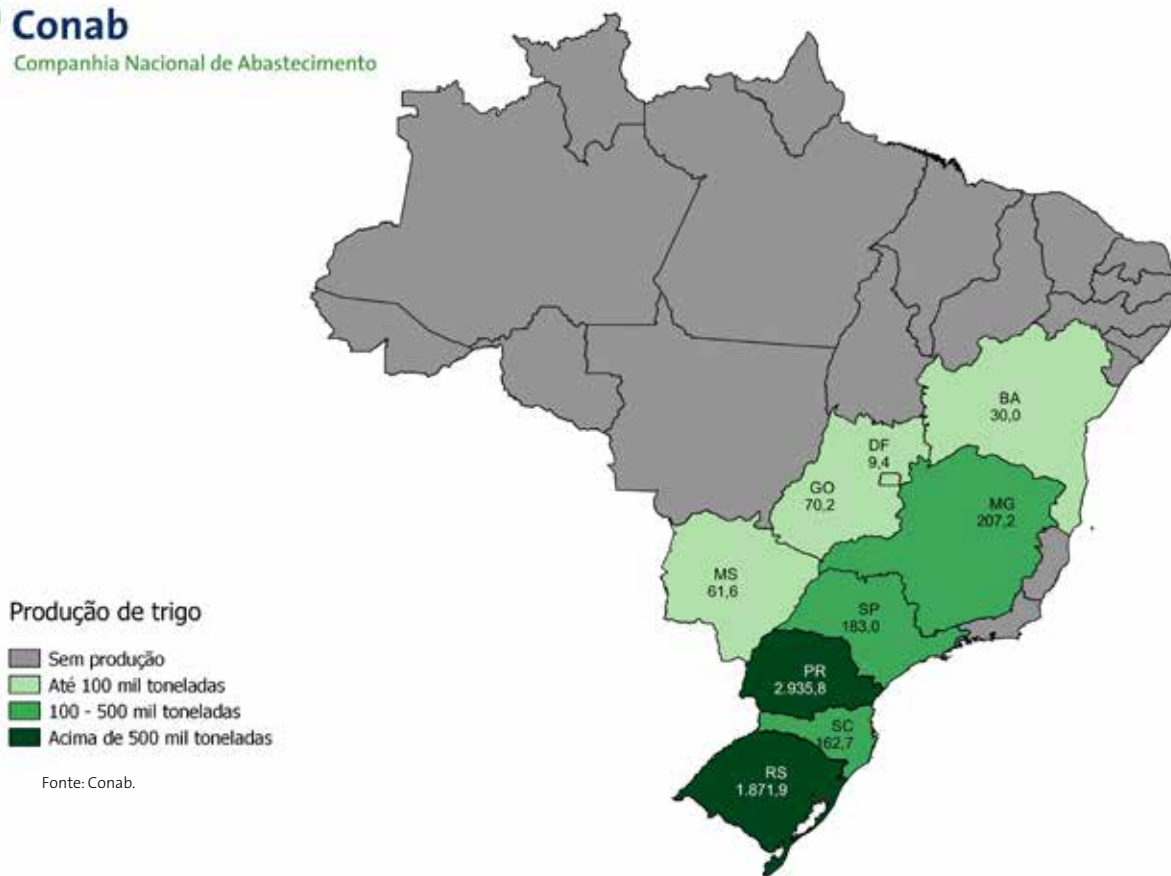 Conab
Companhia Nacional de Abastecimento
BA
30,0
DF
9,4
GO
70,2
MG
207,2
MS
61,6
SP
183,0
PR
2.935,8
SC
162,7
RS
1.871,9
Produção de trigo
Sem produção
Até 100 mil toneladas
100 - 500 mil toneladas
Acima de 500 mil toneladas
Fonte: Conab.